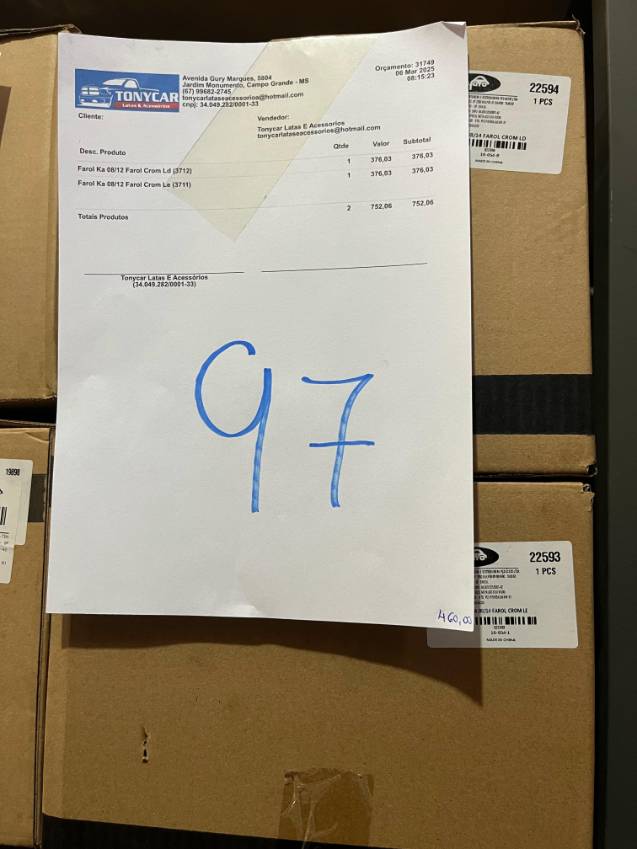 TONYCAR
Latas & Acessórios
Avenida Gury Marques, 5804
Jardim Monumento, Campo Grande - MS
(67) 99682-2745
tonycarlataseacessorios@hotmail.com
cnpj: 34.049.282/0001-33
Orçamento: 31749
06 Mar 2025
08:15:23
Cliente:
Vendedor:
Tonycar Latas E Acessorios
tonycarlataseacessorios@hotmail.com
Desc. Produto Qtde Valor Subtotal
Farol Ka 08/12 Farol Crom Ld (3712) 1 376,03 376,03
Farol Ka 08/12 Farol Crom Le (3711) 1 376,03 376,03
Totais Produtos 2 752,06 752,06
Tonycar Latas E Acessórios
(34.049.282/0001-33)
97
460,00
22594
1 PCS
FAROL CROM LD
MADE IN CHINA
22593
1 PCS
FAROL CROM LE
MADE IN CHINA
19898